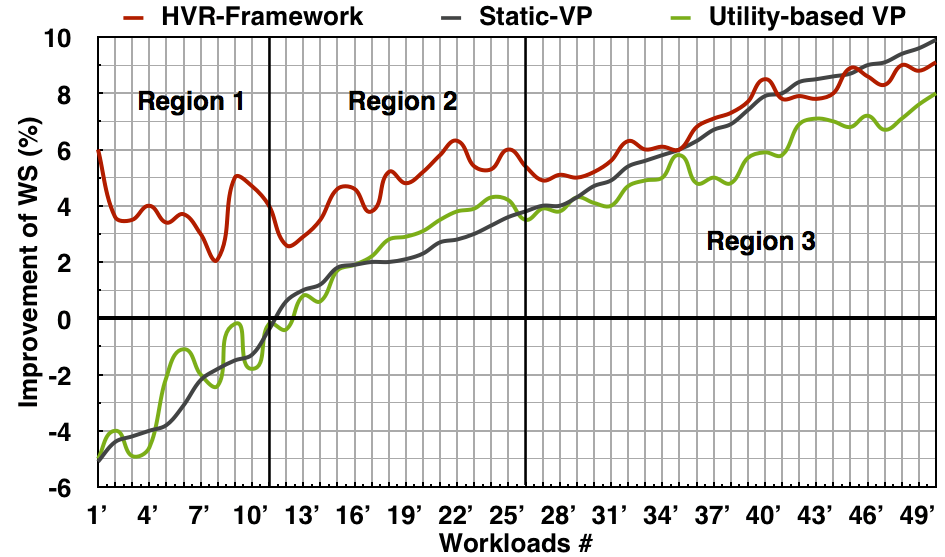 HVR-Framework Static-VP Utility-based VP
Improvement of WS (%)
10
8
6
4
2
0
-2
-4
-6
Region 1 Region 2
Region 3
1’ 4’ 7’ 10’ 13’ 16’ 19’ 22’ 25’ 28’ 31’ 34’ 37’ 40’ 43’ 46’ 49’
Workloads #